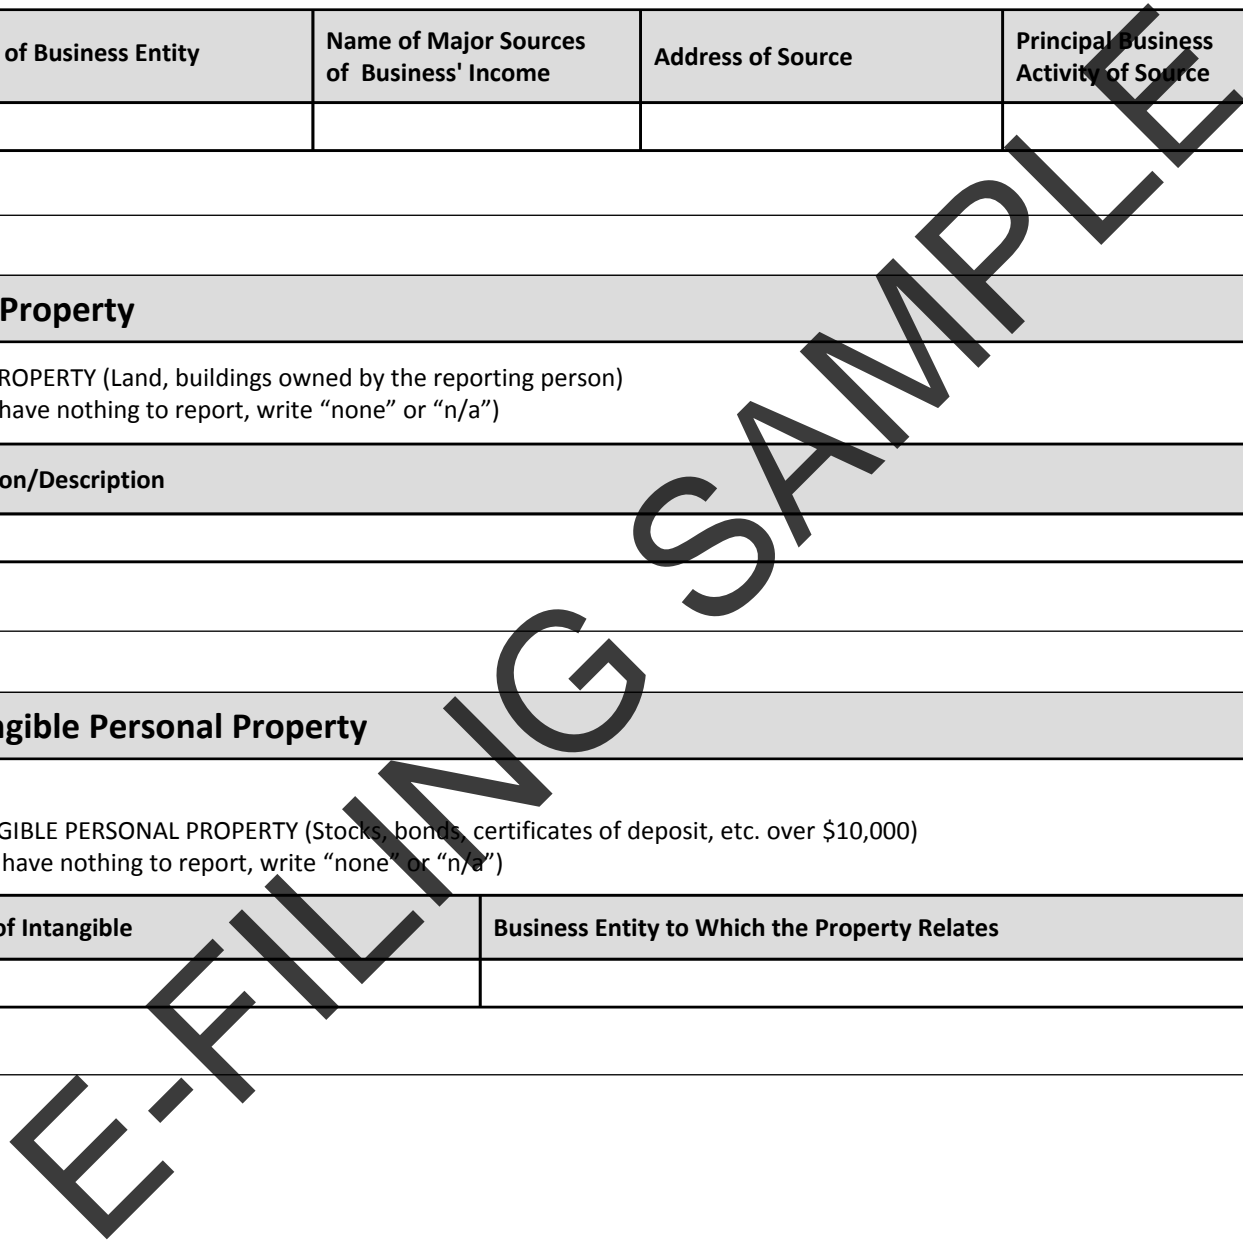 of Business Entity
Name of Major Sources
of Business' Income
Address of Source
Principal Business
Activity of Source
Property
ROPERTY (Land, buildings owned by the reporting person)
have nothing to report, write “none” or “n/a”)
on/Description
ngible Personal Property
GIBLE PERSONAL PROPERTY (Stocks, bonds, certificates of deposit, etc. over $10,000)
have nothing to report, write “none” or “n/a”)
of Intangible
Business Entity to Which the Property Relates
E-FILING SAMPLE